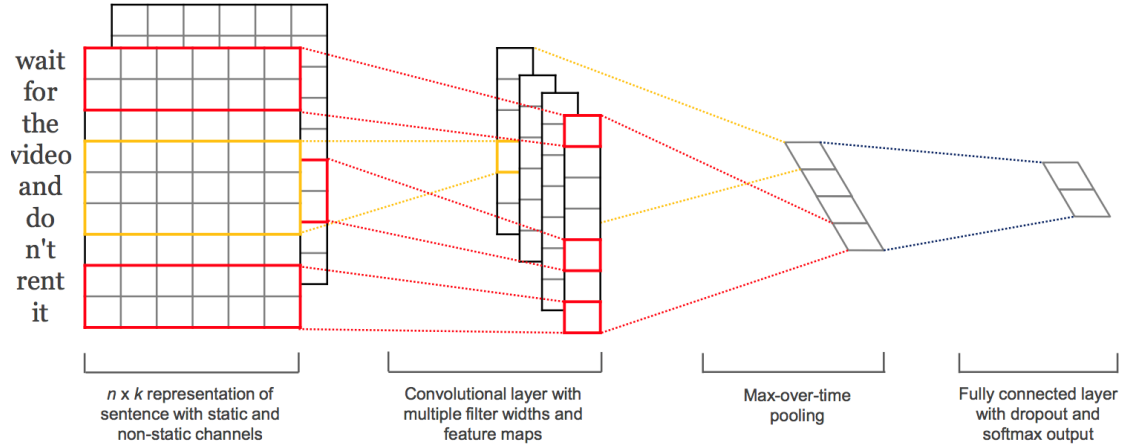 wait
for
the
video
and
do
n't
rent
it
n x k representation of
sentence with static and
non-static channels
Convolutional layer with
multiple filter widths and
feature maps
Max-over-time
pooling
Fully connected layer
with dropout and
softmax output